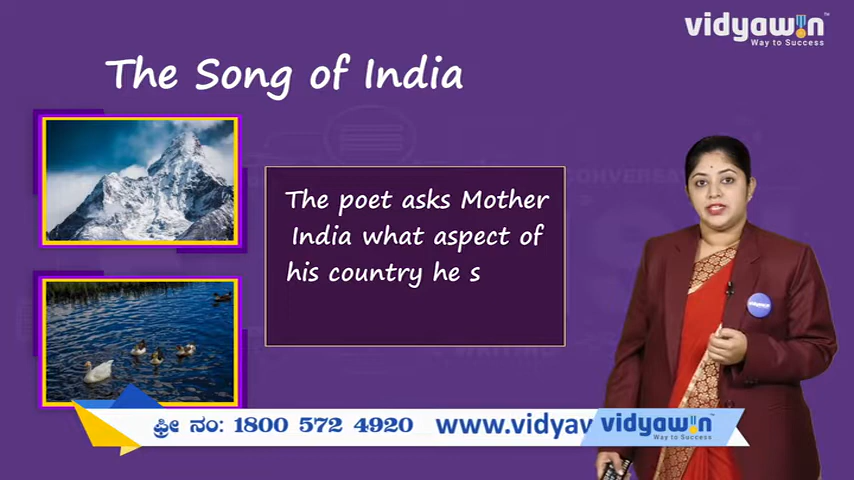 vidyawin
Way to Success
The Song of India
The poet asks Mother
India what aspect of
his country he s
ಫ್ರೀ ನಂ: 1800 572 4920 www.vidyaw
vidyawin
Way to Success